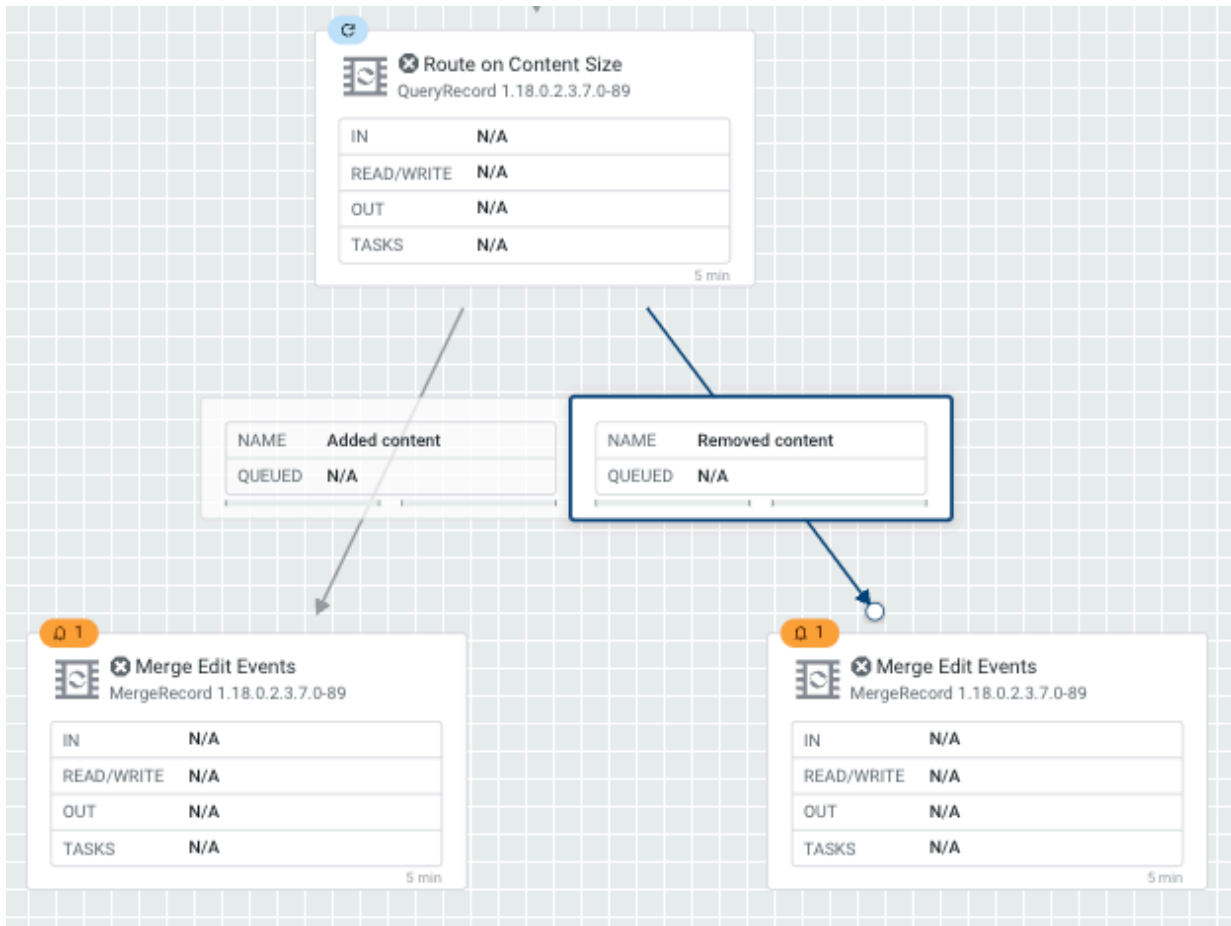 Route on Content Size
QueryRecord 1.18.0.2.3.7.0-89
IN N/A
READ/WRITE N/A
OUT N/A
TASKS N/A
5 min
NAME Added content
QUEUED N/A
NAME Removed content
QUEUED N/A
1
Merge Edit Events
MergeRecord 1.18.0.2.3.7.0-89
IN N/A
READ/WRITE N/A
OUT N/A
TASKS N/A
5 min
1
Merge Edit Events
MergeRecord 1.18.0.2.3.7.0-89
IN N/A
READ/WRITE N/A
OUT N/A
TASKS N/A
5 min